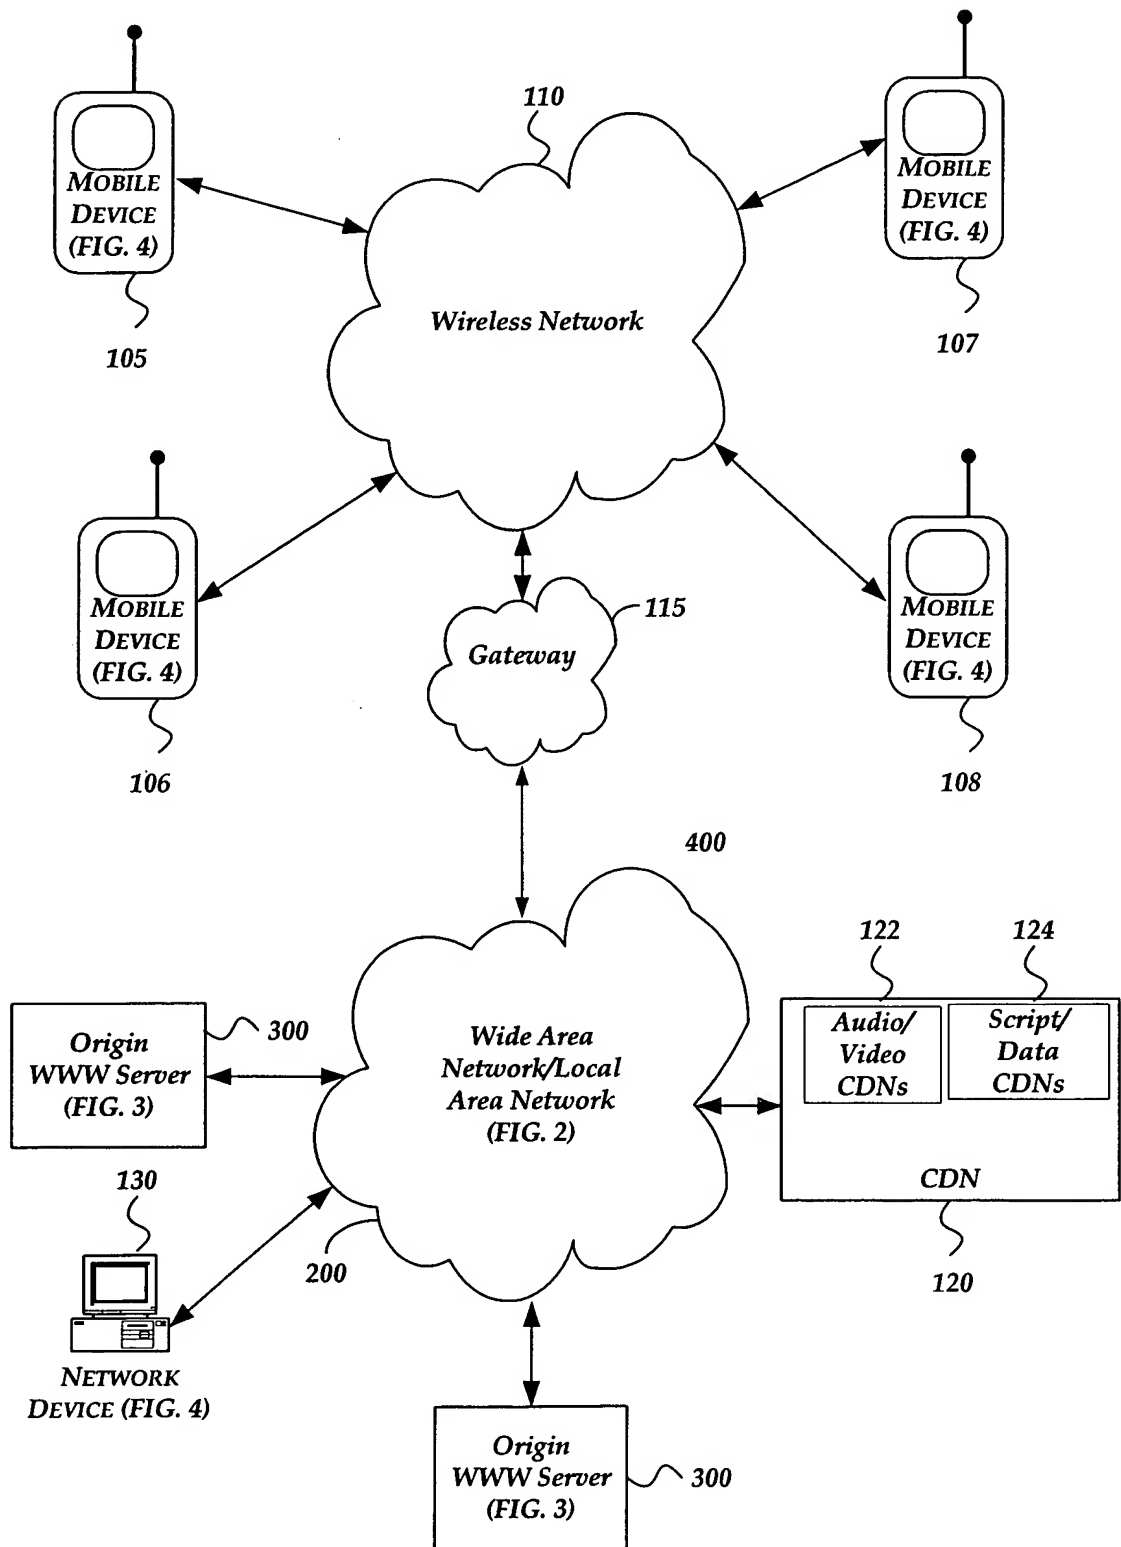 110
MOBILE
DEVICE
(FIG. 4)
105
MOBILE
DEVICE
(FIG. 4)
107
Wireless Network
MOBILE
DEVICE
(FIG. 4)
106
MOBILE
DEVICE
(FIG. 4)
108
115
Gateway
400
122
124
Origin
WWW Server
(FIG. 3)
300
Wide Area
Network/Local
Area Network
(FIG. 2)
Audio/
Video
CDNs
Script/
Data
CDNs
CDN
120
130
200
NETWORK
DEVICE (FIG. 4)
Origin
WWW Server
(FIG. 3)
300